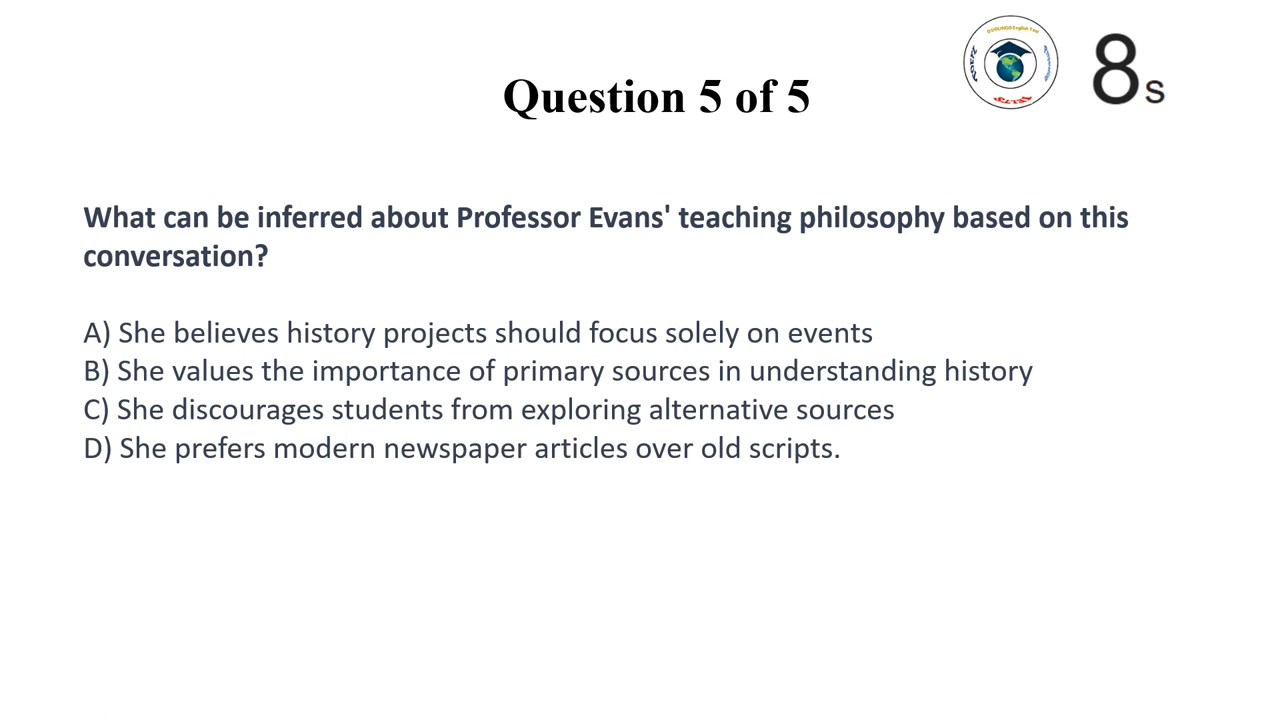 8s
Question 5 of 5
What can be inferred about Professor Evans' teaching philosophy based on this
conversation?
A) She believes history projects should focus solely on events
B) She values the importance of primary sources in understanding history
C) She discourages students from exploring alternative sources
D) She prefers modern newspaper articles over old scripts.